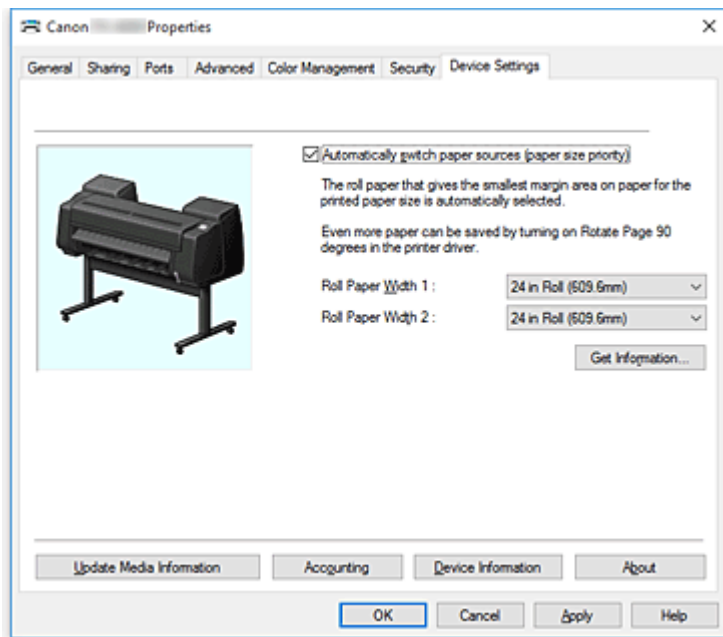 Canon Properties
General Sharing Ports Advanced Color Management Security Device Settings
Automatically switch paper sources (paper size priority)
The roll paper that gives the smallest margin area on paper for the
printed paper size is automatically selected.
Even more paper can be saved by turning on Rotate Page 90
degrees in the printer driver.
Roll Paper Width 1 : 24 in Roll (609.6mm)
Roll Paper Width 2 : 24 in Roll (609.6mm)
Get Information...
Update Media Information Accounting Device Information About
OK Cancel Apply Help